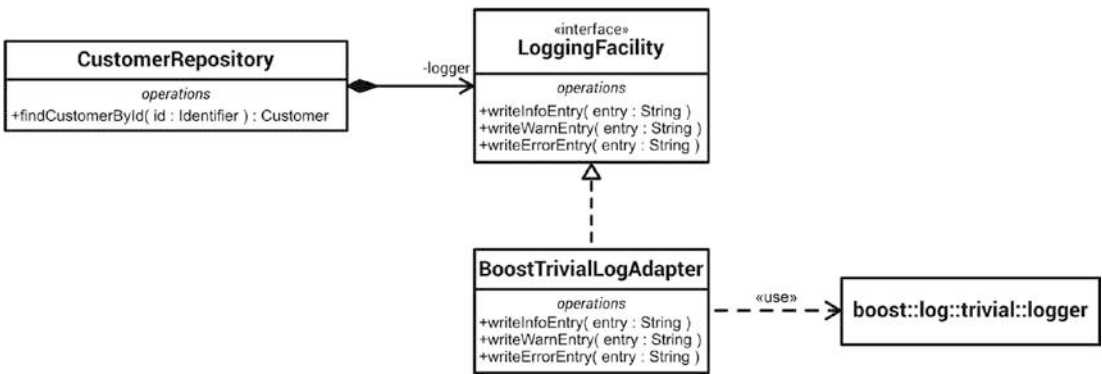 CustomerRepository
operations
+findCustomerById( id : Identifier ) : Customer
-logger
«interface»
LoggingFacility
operations
+writeInfoEntry( entry : String )
+writeWarnEntry( entry : String )
+writeErrorEntry( entry : String )
BoostTrivialLogAdapter
operations
+writeInfoEntry( entry : String )
+writeWarnEntry( entry : String )
+writeErrorEntry( entry : String )
«use»
boost::log::trivial::logger